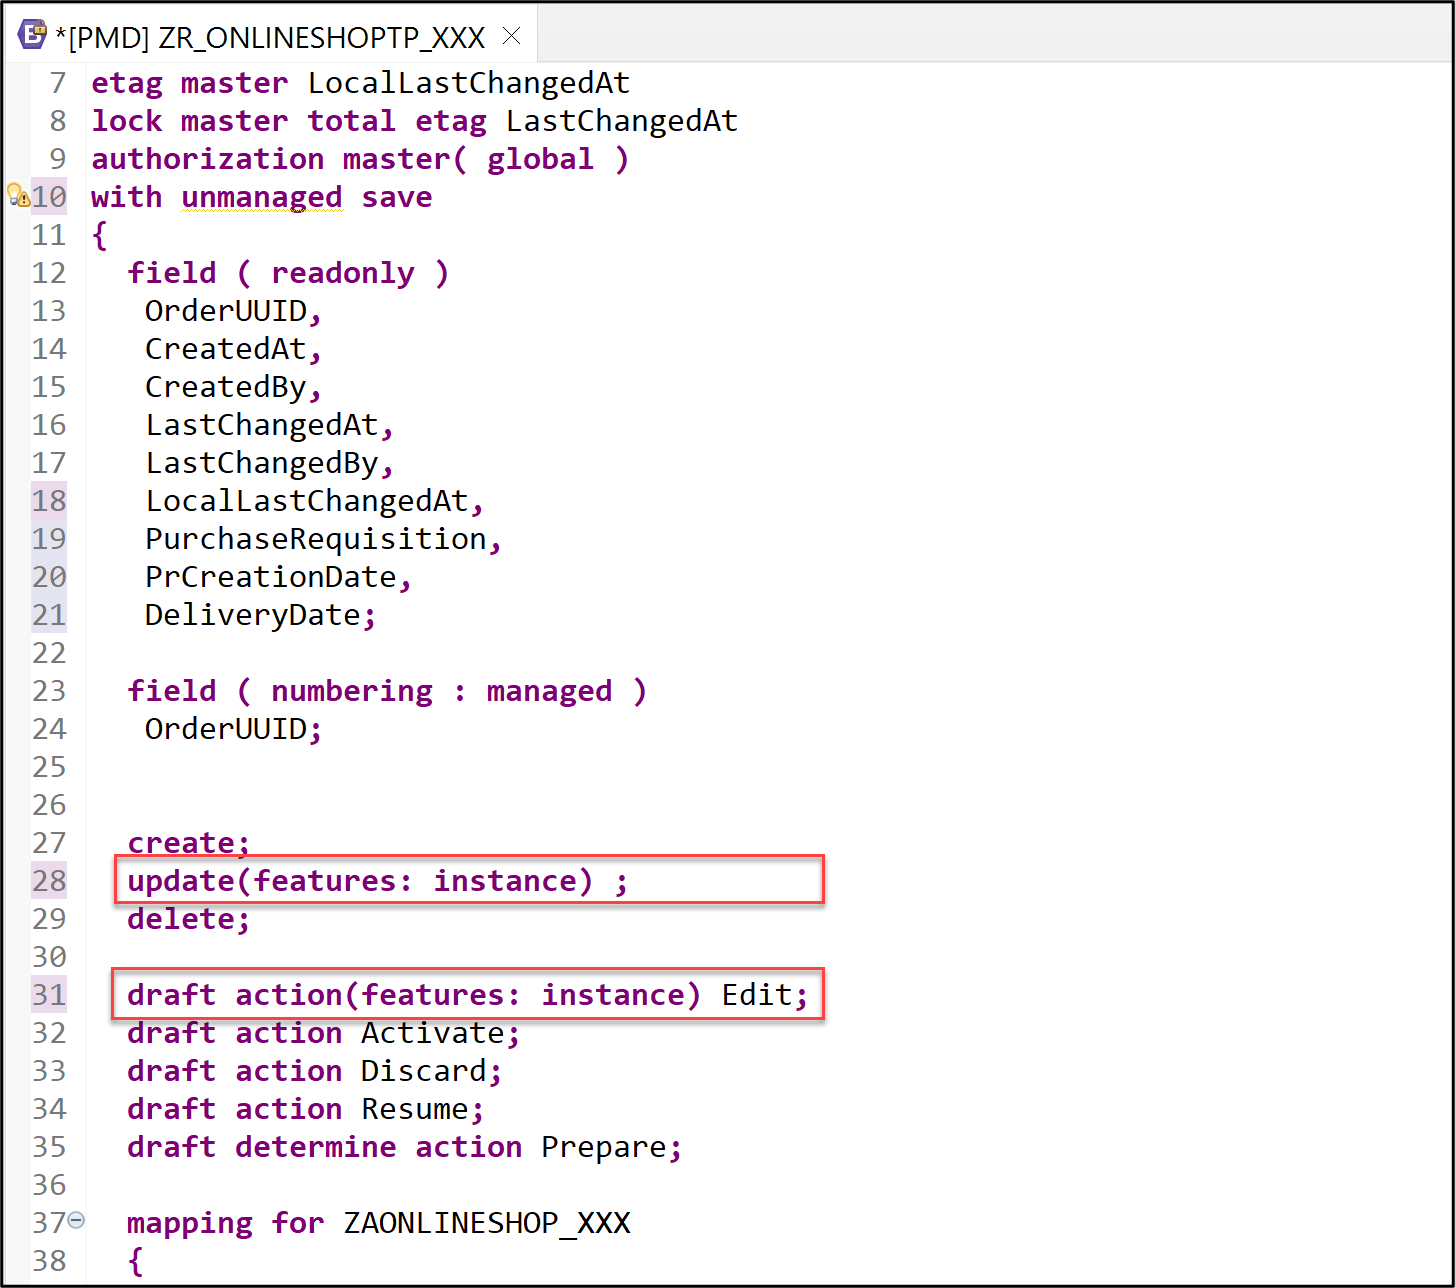 *[PMD] ZR_ONLINESHOPTP_XXX
7 etag master LocalLastChangedAt
8 lock master total etag LastChangedAt
9 authorization master( global )
10 with unmanaged save
11 {
12 field ( readonly )
13 OrderUUID,
14 CreatedAt,
15 CreatedBy,
16 LastChangedAt,
17 LastChangedBy,
18 LocalLastChangedAt,
19 PurchaseRequisition,
20 PrCreationDate,
21 DeliveryDate;
22
23 field ( numbering : managed )
24 OrderUUID;
25
26
27 create;
28 update(features: instance) ;
29 delete;
30
31 draft action(features: instance) Edit;
32 draft action Activate;
33 draft action Discard;
34 draft action Resume;
35 draft determine action Prepare;
36
37 mapping for ZAONLINESHOP_XXX
38 {